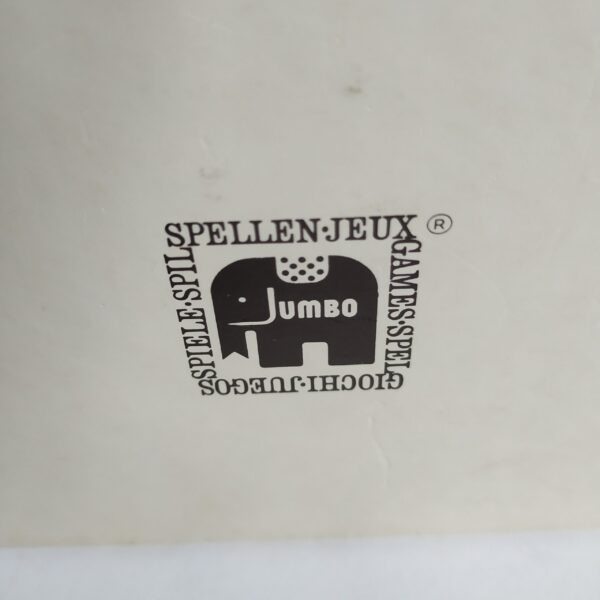 SPELLEN·JEUX ®
GAMES·SPEL
GIOCHI·JUEGOS
SPIELE·SPIL
JUMBO